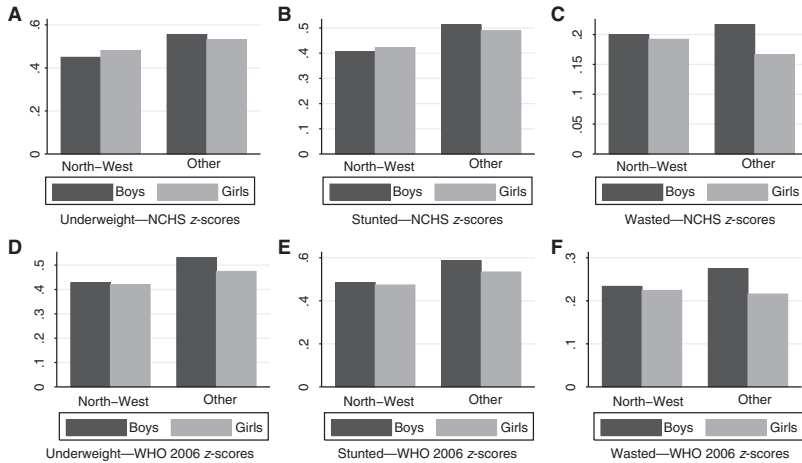 A
.6
.4
.2
0
North–West Other
Boys Girls
Underweight—NCHS z-scores
B
.5
.4
.3
.2
.1
0
North–West Other
Boys Girls
Stunted—NCHS z-scores
C
.2
.15
.1
.05
0
North–West Other
Boys Girls
Wasted—NCHS z-scores
D
.5
.4
.3
.2
.1
0
North–West Other
Boys Girls
Underweight—WHO 2006 z-scores
E
.6
.4
.2
0
North–West Other
Boys Girls
Stunted—WHO 2006 z-scores
F
.3
.2
.1
0
North–West Other
Boys Girls
Wasted—WHO 2006 z-scores